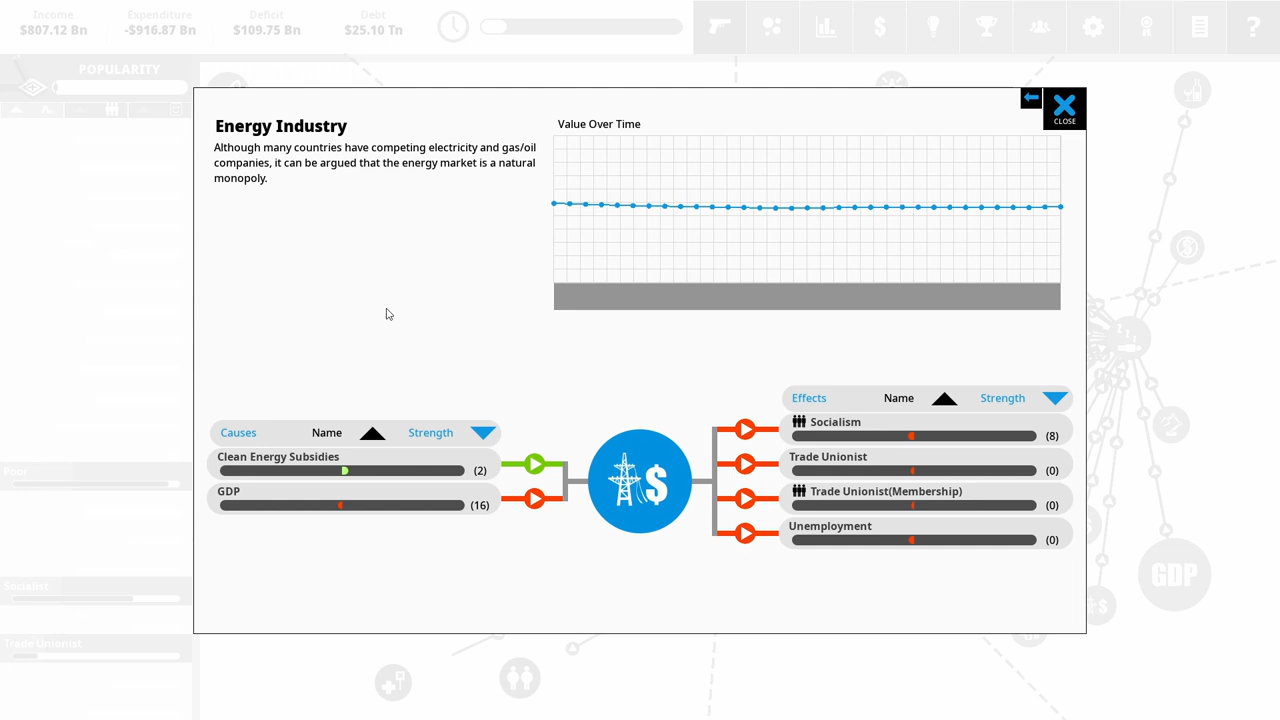 Income
Expenditure
Deficit
Debt
$807.12 Bn
-$916.87 Bn
$109.75 Bn
$25.10 Tn
POPULARITY
CLOSE
Energy Industry
Although many countries have competing electricity and gas/oil
companies, it can be argued that the energy market is a natural
monopoly.
Value Over Time
Causes
Name
Strength
Clean Energy Subsidies
(2)
GDP
(16)
Effects
Name
Strength
Socialism
(8)
Trade Unionist
(0)
Trade Unionist(Membership)
(0)
Unemployment
(0)
Poor
Socialist
Trade Unionist
GDP